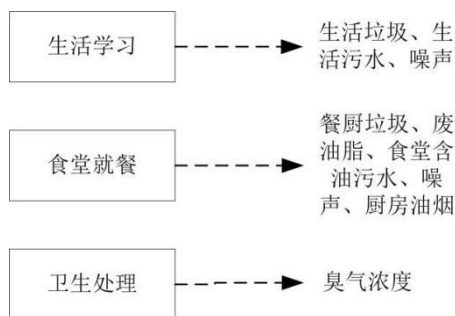 生活学习
生活垃圾、生
活污水、噪声
食堂就餐
餐厨垃圾、废
油脂、食堂含
油污水、噪
声、厨房油烟
卫生处理
臭气浓度